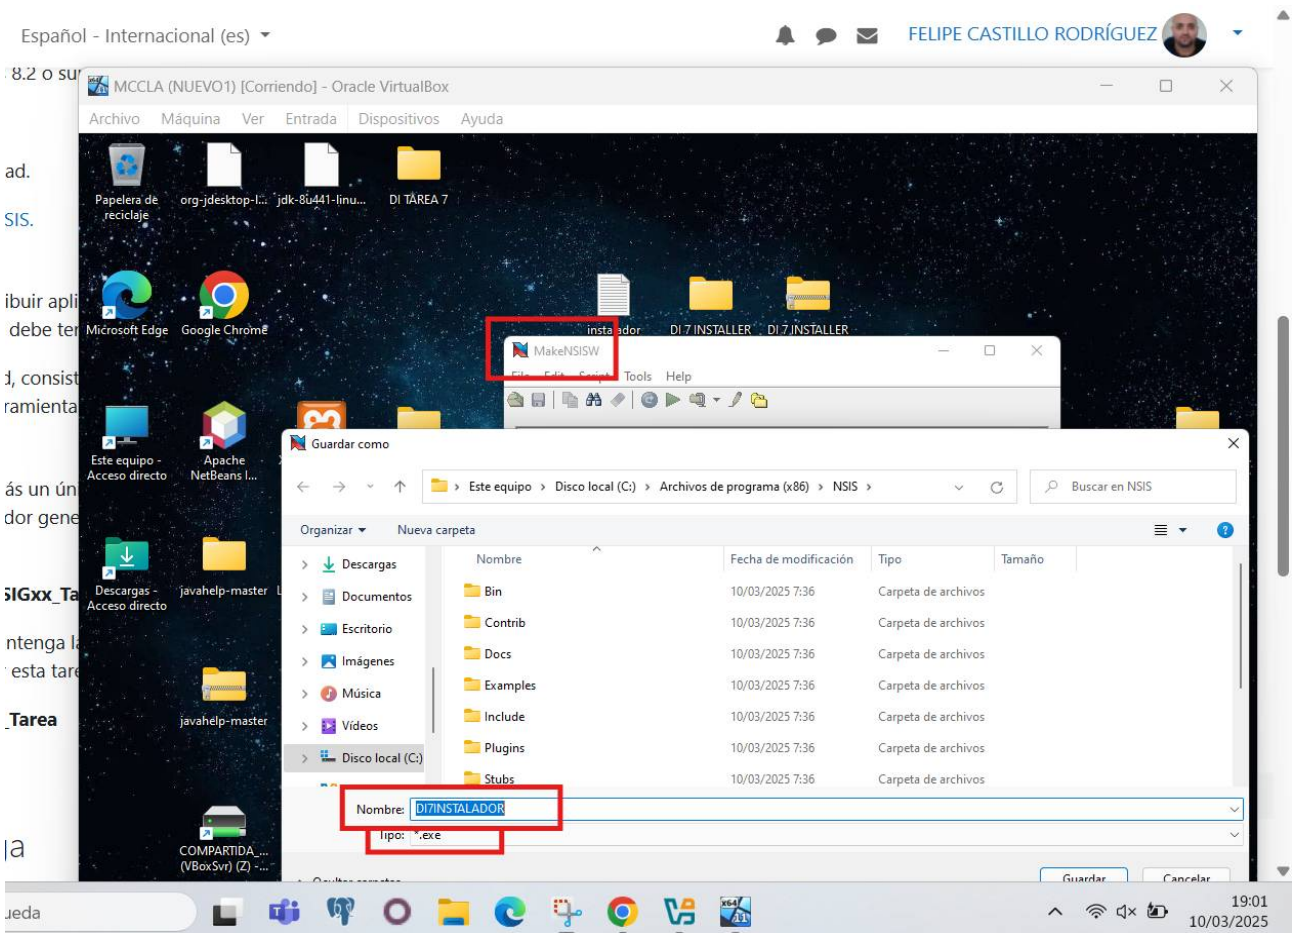 Español - Internacional (es)
FELIPE CASTILLO RODRÍGUEZ
8.2 o su
MCCLA (NUEVO1) [Corriendo] - Oracle VirtualBox
Archivo Máquina Ver Entrada Dispositivos Ayuda
ad.
SIS.
Papelera de reciclaje
org-jdesktop-l...
jdk-8u441-linu...
DI TAREA 7
ibuir apli
debe ter
Microsoft Edge
Google Chrome
instalador
DI 7 INSTALLER
DI 7 INSTALLER
MakeNSISW
File Edit Script Tools Help
d, consist
ramienta
Este equipo - Acceso directo
Apache NetBeans I...
Guardar como
Este equipo > Disco local (C:) > Archivos de programa (x86) > NSIS >
Buscar en NSIS
ás un ún
dor gene
Organizar
Nueva carpeta
Nombre
Fecha de modificación
Tipo
Tamaño
Descargas
Documentos
Escritorio
Imágenes
Música
Vídeos
Disco local (C:)
Bin 10/03/2025 7:36 Carpeta de archivos
Contrib 10/03/2025 7:36 Carpeta de archivos
Docs 10/03/2025 7:36 Carpeta de archivos
Examples 10/03/2025 7:36 Carpeta de archivos
Include 10/03/2025 7:36 Carpeta de archivos
Plugins 10/03/2025 7:36 Carpeta de archivos
Stubs 10/03/2025 7:36 Carpeta de archivos
Descargas - Acceso directo
javahelp-master
SIGxx_Ta
ntenga la
esta tare
_Tarea
javahelp-master
Nombre: DI7INSTALADOR
Tipo: *.exe
COMPARTIDA_... (VBoxSvr) (Z) -...
Ocultar carpetas
Guardar
Cancelar
ueda
19:01
10/03/2025